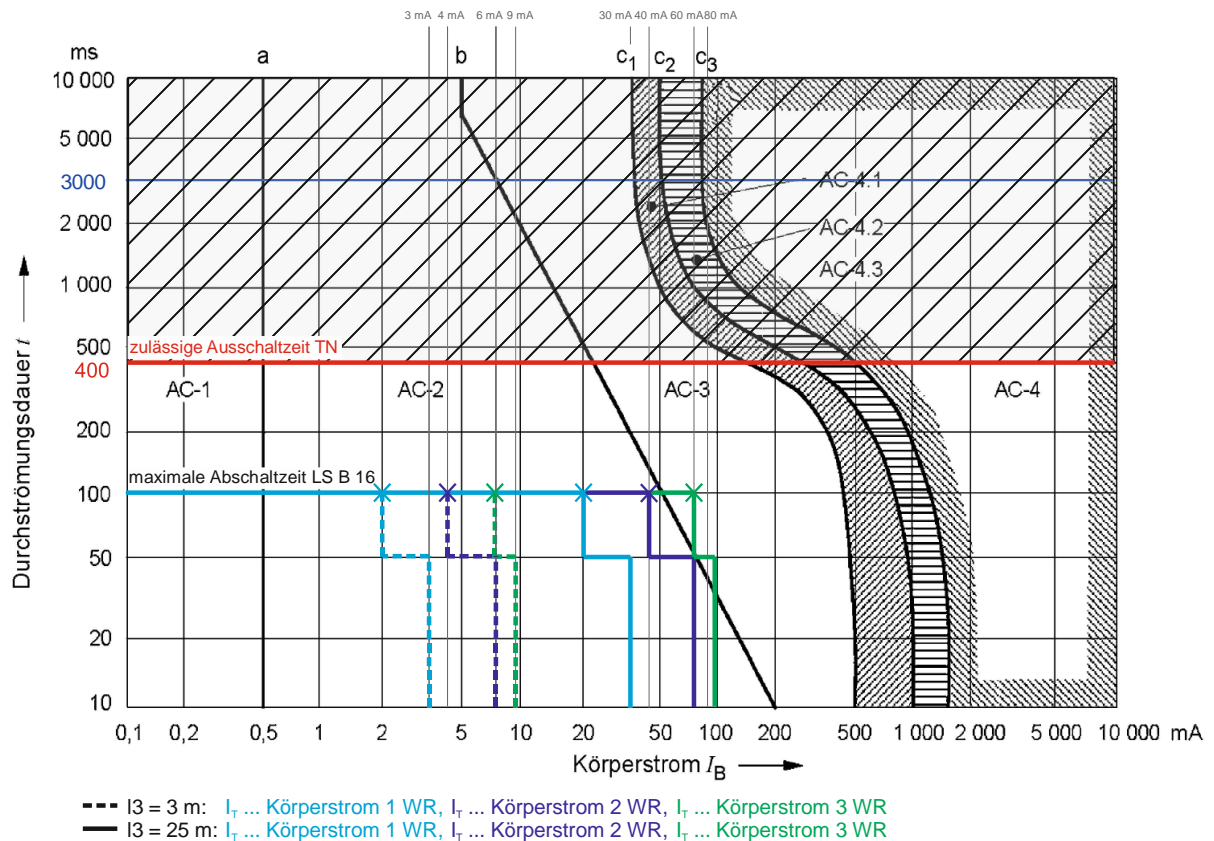 3 mA 4 mA 6 mA 9 mA 30 mA 40 mA 60 mA 80 mA
ms a b c1 c2 c3
10 000
5 000
3000
2 000
1 000
500
400
200
100
50
20
10
Durchströmungsdauer t
AC-4.1
AC-4.2
AC-4.3
zulässige Ausschaltzeit TN
AC-1 AC-2 AC-3 AC-4
maximale Abschaltzeit LS B 16
0,1 0,2 0,5 1 2 5 10 20 50 100 200 500 1 000 2 000 10 000 mA
Körperstrom IB
l3 = 3 m: IT ... Körperstrom 1 WR, IT ... Körperstrom 2 WR, IT ... Körperstrom 3 WR
l3 = 25 m: IT ... Körperstrom 1 WR, IT ... Körperstrom 2 WR, IT ... Körperstrom 3 WR